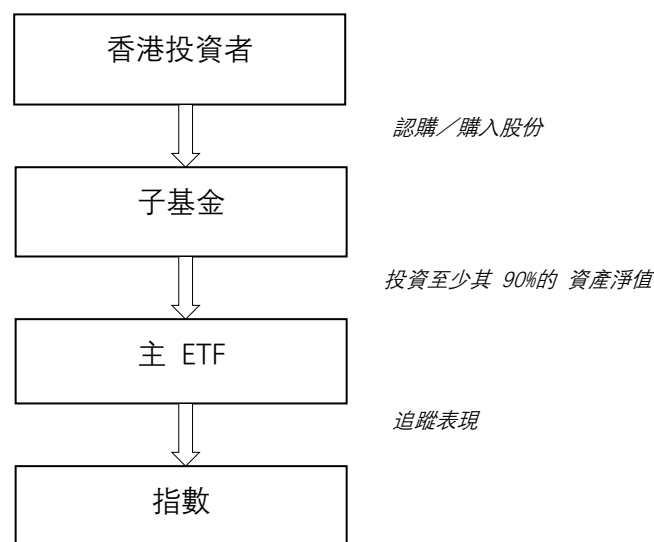 香港投資者
認購／購入股份
子基金
投資至少其 90%的 資產淨值
主 ETF
追蹤表現
指數